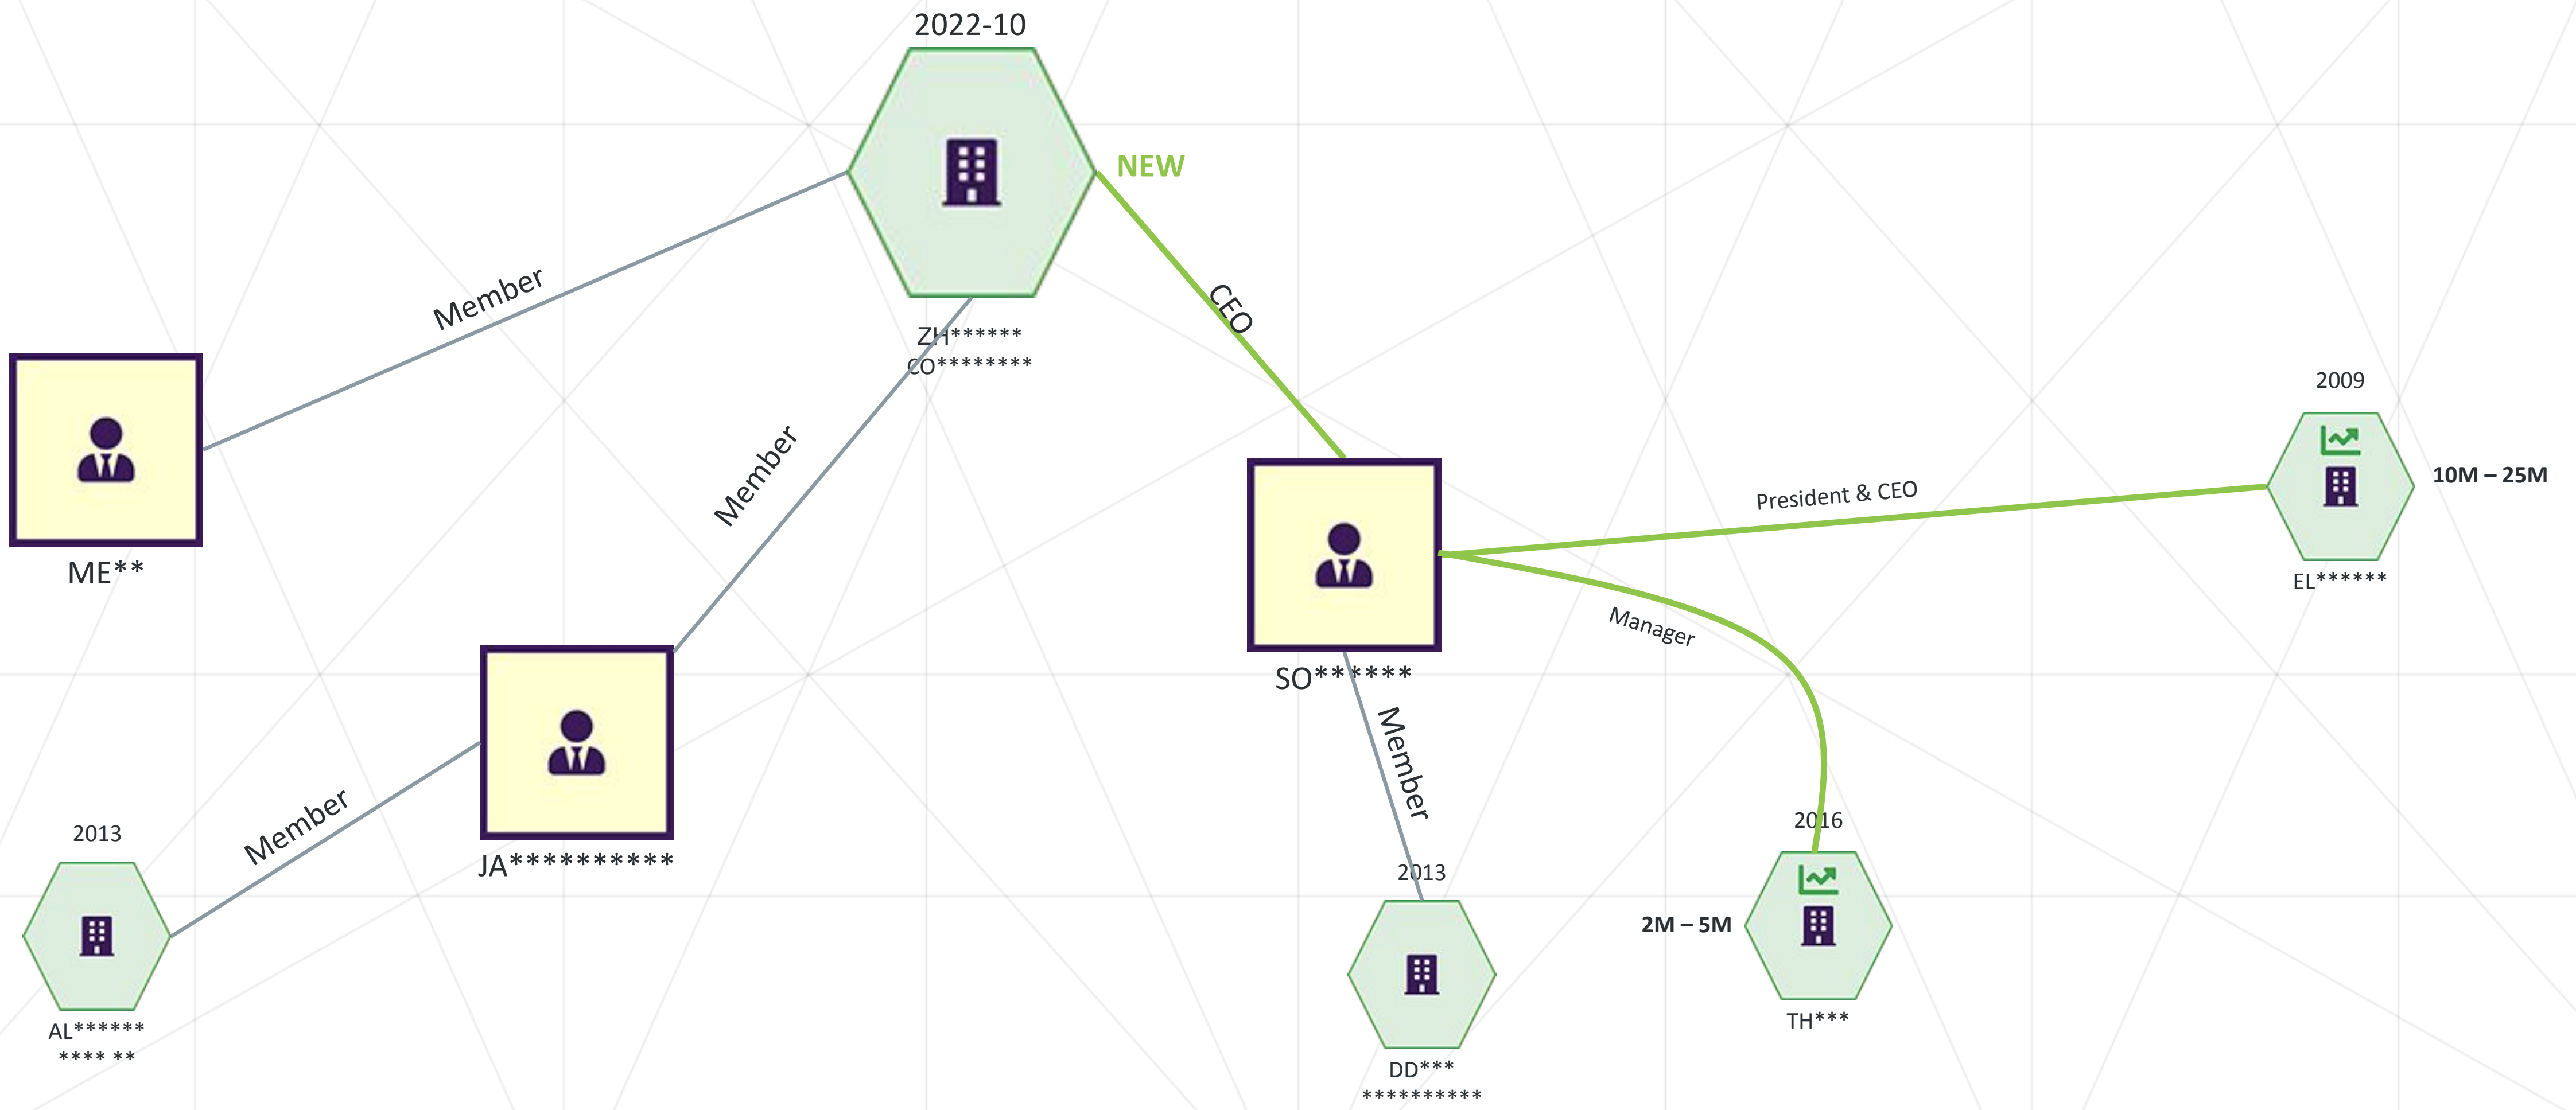 2022-10
NEW
Member
CEO
ZH******
CO********
ME**
Member
President & CEO
2009
10M – 25M
EL******
Manager
SO******
Member
JA**********
Member
2013
AL******
**** **
2013
DD***
**********
2016
2M – 5M
TH***